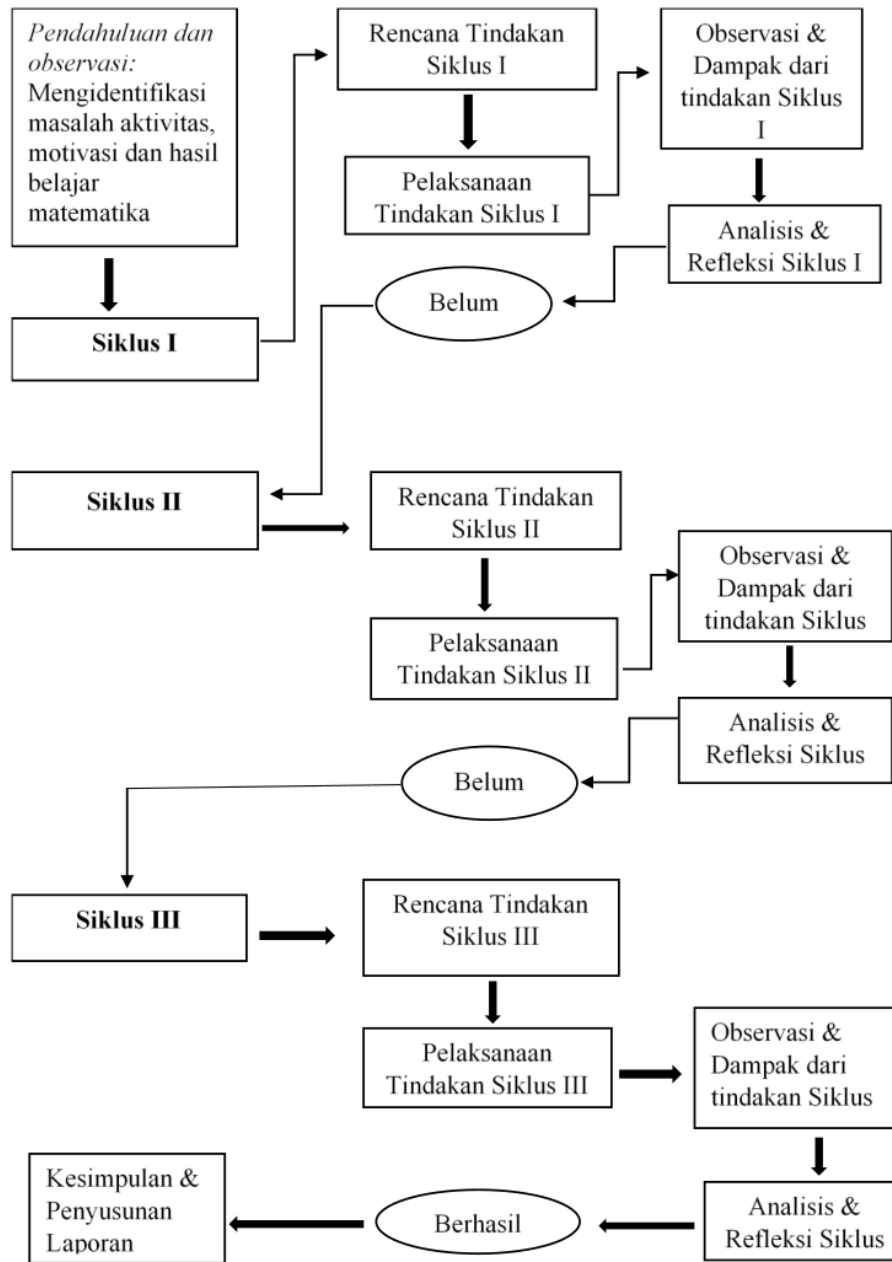 Pendahuluan dan
observasi:
Mengidentifikasi
masalah aktivitas,
motivasi dan hasil
belajar
matematika
Siklus I
Rencana Tindakan
Siklus I
Pelaksanaan
Tindakan Siklus I
Observasi &
Dampak dari
tindakan Siklus
I
Analisis &
Refleksi Siklus I
Belum
Siklus II
Rencana Tindakan
Siklus II
Pelaksanaan
Tindakan Siklus II
Observasi &
Dampak dari
tindakan Siklus
Analisis &
Refleksi Siklus
Belum
Siklus III
Rencana Tindakan
Siklus III
Pelaksanaan
Tindakan Siklus III
Observasi &
Dampak dari
tindakan Siklus
Analisis &
Refleksi Siklus
Berhasil
Kesimpulan &
Penyusunan
Laporan